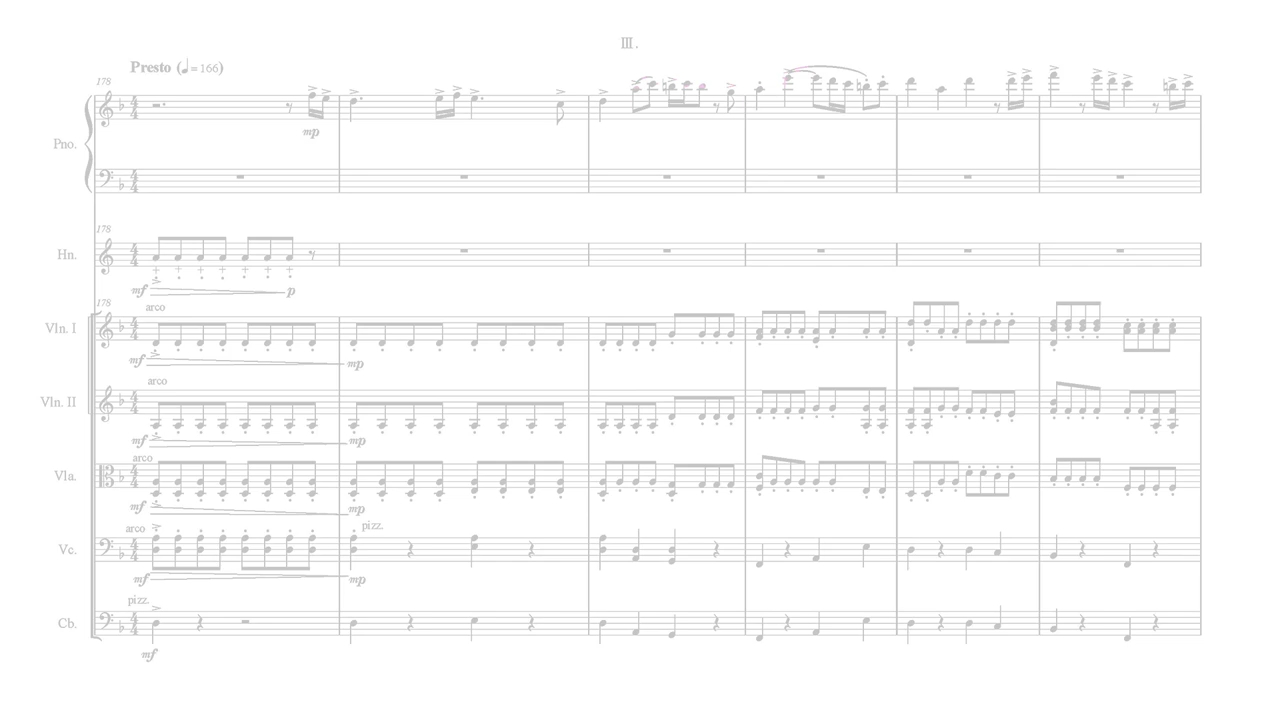 III.
Presto (♩=166)
178
mp
Pno.
178
Hn.
mf
p
178
arco
Vln. I
mf
mp
arco
Vln. II
mf
mp
arco
Vla.
mf
mp
arco
pizz.
Vc.
mf
mp
pizz.
Cb.
mf